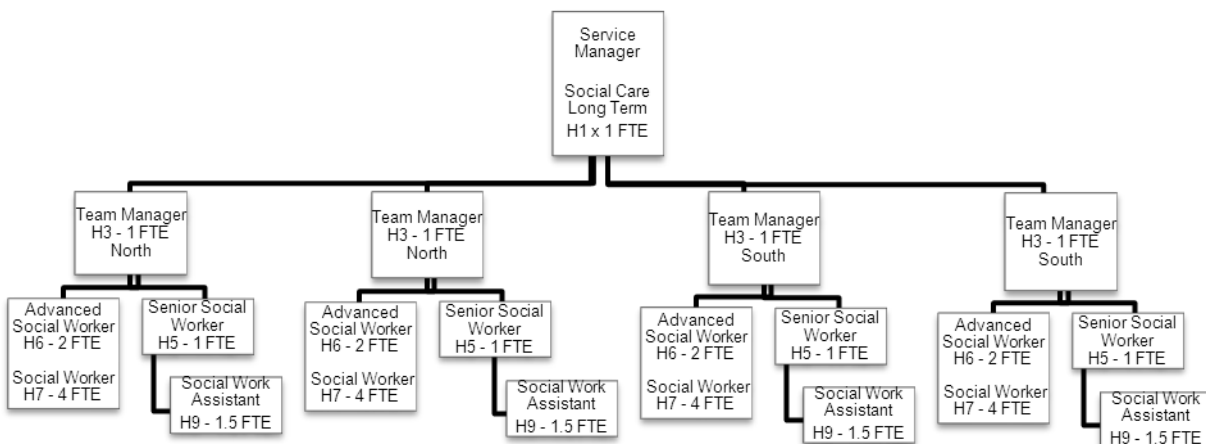 Service
Manager
Social Care
Long Term
H1 x 1 FTE
Team Manager
H3 - 1 FTE
North
Team Manager
H3 - 1 FTE
North
Team Manager
H3 - 1 FTE
South
Team Manager
H3 - 1 FTE
South
Advanced
Social Worker
H6 - 2 FTE
Social Worker
H7 - 4 FTE
Senior Social
Worker
H5 - 1 FTE
Social Work
Assistant
H9 - 1.5 FTE
Advanced
Social Worker
H6 - 2 FTE
Social Worker
H7 - 4 FTE
Senior Social
Worker
H5 - 1 FTE
Social Work
Assistant
H9 - 1.5 FTE
Advanced
Social Worker
H6 - 2 FTE
Social Worker
H7 - 4 FTE
Senior Social
Worker
H5 - 1 FTE
Social Work
Assistant
H9 - 1.5 FTE
Advanced
Social Worker
H6 - 2 FTE
Social Worker
H7 - 4 FTE
Senior Social
Worker
H5 - 1 FTE
Social Work
Assistant
H9 - 1.5 FTE